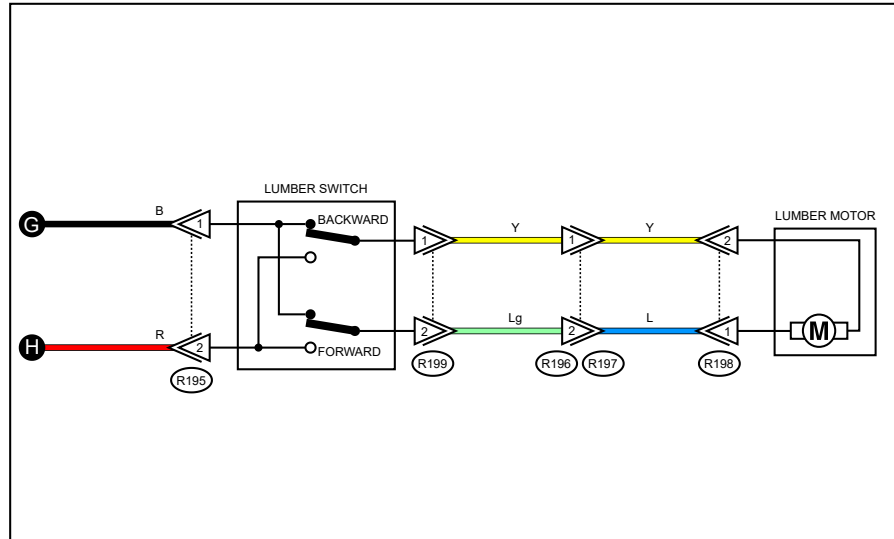 LUMBER SWITCH
B
G
1
BACKWARD
1
Y
1
Y
2
LUMBER MOTOR
H
R
2
FORWARD
2
Lg
2
L
1
M
R195
R199
R196
R197
R198